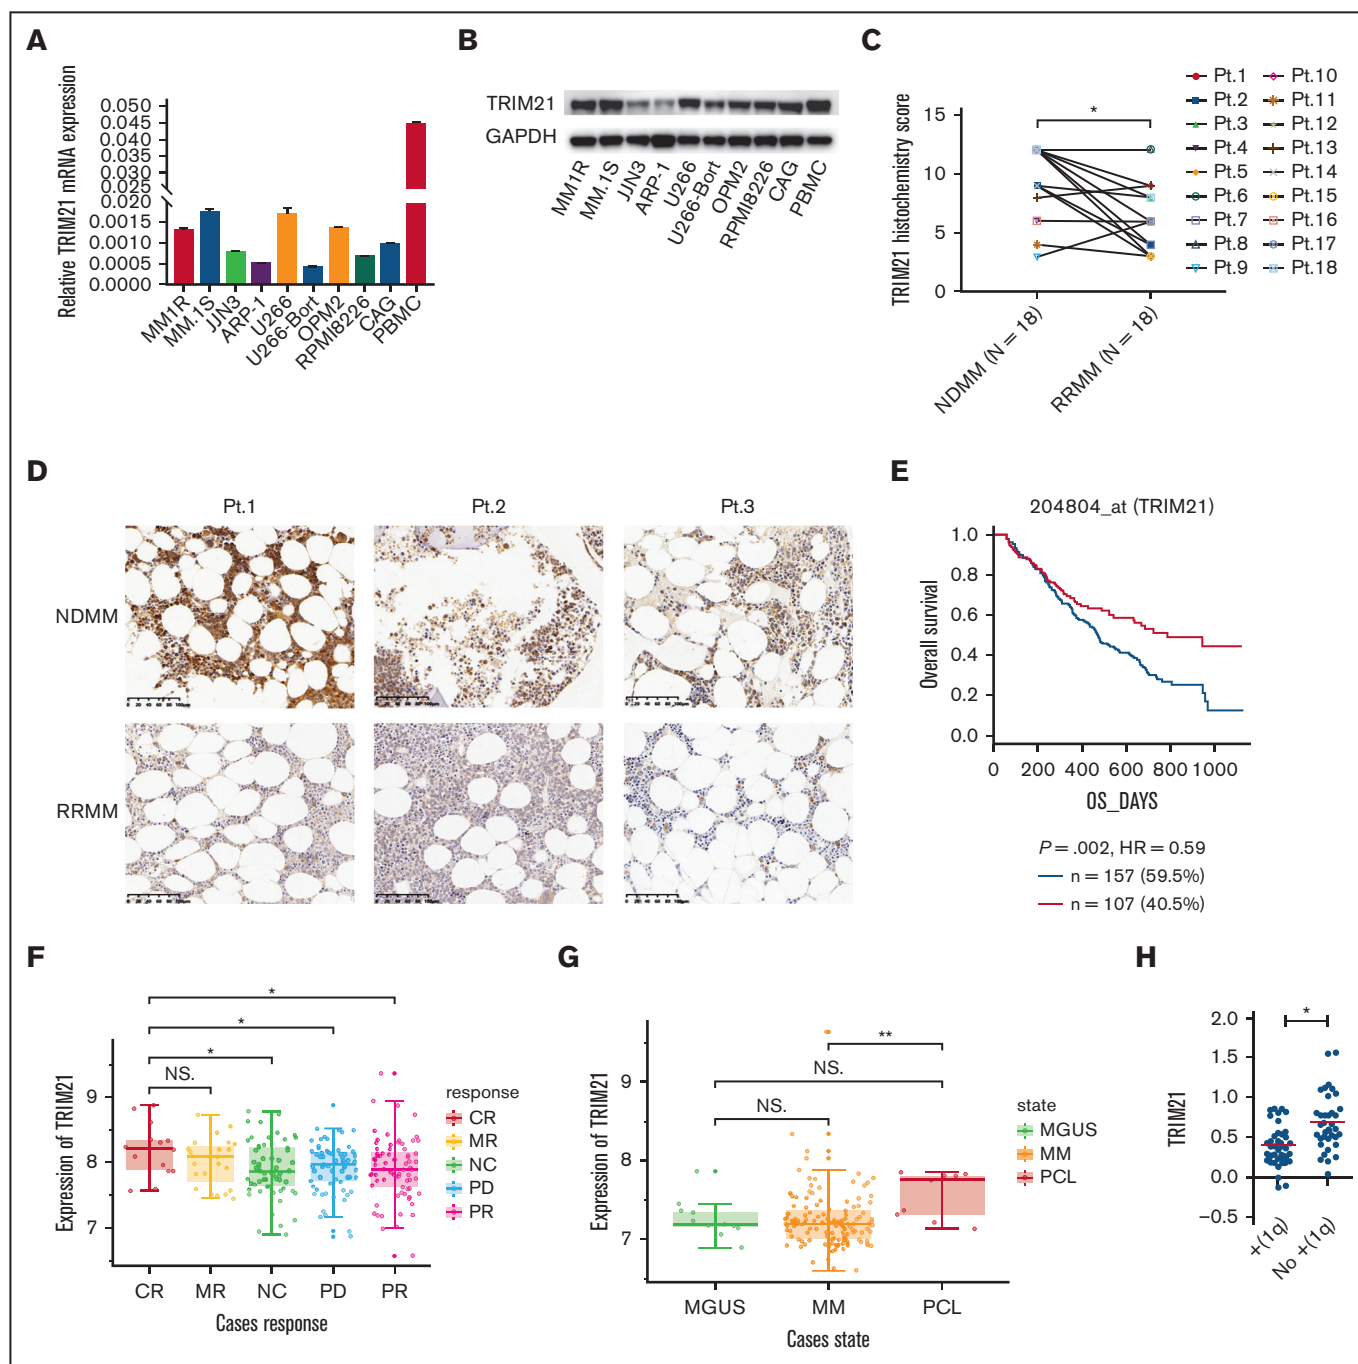 A
Relative TRIM21 mRNA expression
0.050
0.045
0.040
0.035
0.030
0.025
0.020
0.0015
0.0010
0.0005
0.0000
MM1R
MM.1S
JJN3
ARP-1
U266
U266-Bort
OPM2
RPMI8226
CAG
PBMC
B
TRIM21
GAPDH
MM1R
MM.1S
JJN3
ARP-1
U266
U266-Bort
OPM2
RPMI8226
CAG
PBMC
C
TRIM21 histochemistry score
15
10
5
0
*
NDMM (N = 18)
RRMM (N = 18)
Pt.1 Pt.10
Pt.2 Pt.11
Pt.3 Pt.12
Pt.4 Pt.13
Pt.5 Pt.14
Pt.6 Pt.15
Pt.7 Pt.16
Pt.8 Pt.17
Pt.9 Pt.18
D
Pt.1 Pt.2 Pt.3
NDMM
RRMM
E
204804_at (TRIM21)
Overall survival
1.0
0.8
0.6
0.4
0.2
0.0
0 200 400 600 800 1000
OS_DAYS
P = .002, HR = 0.59
n = 157 (59.5%)
n = 107 (40.5%)
F
Expression of TRIM21
9
8
7
*
*
*
NS.
CR MR NC PD PR
Cases response
response
CR
MR
NC
PD
PR
G
Expression of TRIM21
9
8
7
**
NS.
NS.
MGUS MM PCL
Cases state
state
MGUS
MM
PCL
H
TRIM21
2.0
1.5
1.0
0.5
0.0
−0.5
*
+(1q)
No +(1q)